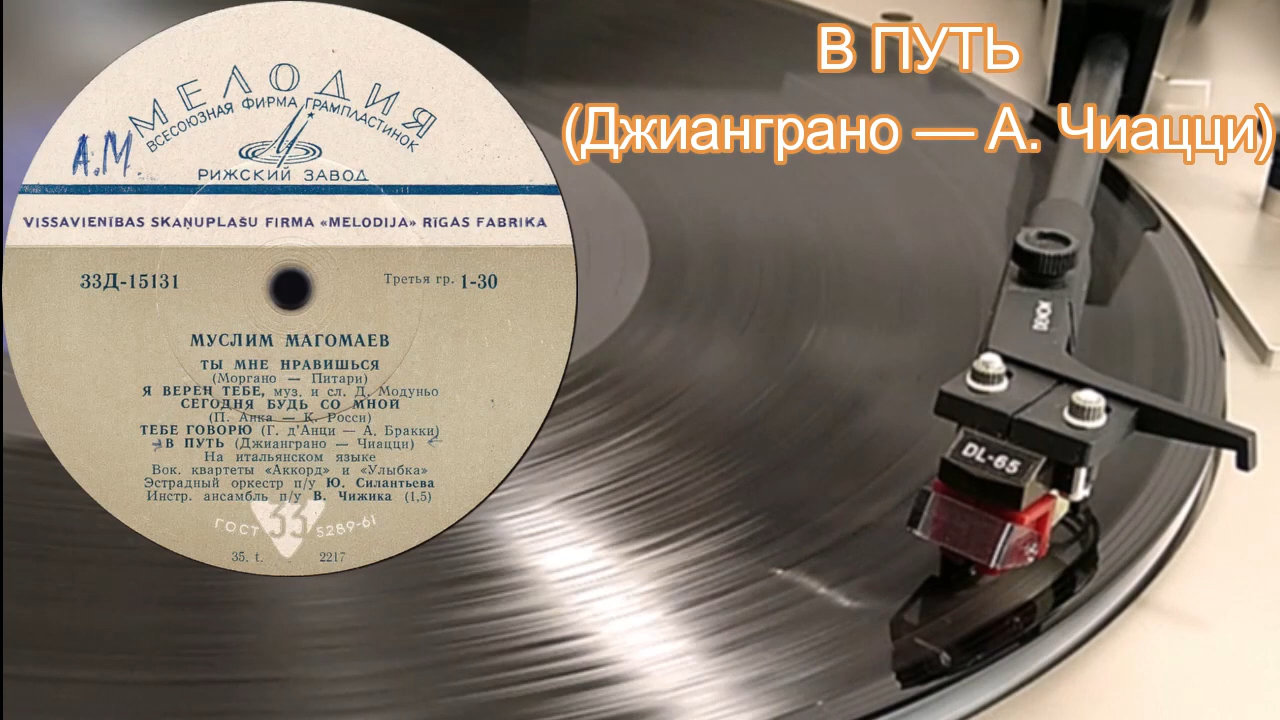 В ПУТЬ
(Джианграно — А. Чиацци)
А.М.
МЕЛОДИЯ
ВСЕСОЮЗНАЯ ФИРМА ГРАМПЛАСТИНОК
РИЖСКИЙ ЗАВОД
VISSAVIENĪBAS SKAŅUPLAŠU FIRMA «MELODIJA» RĪGAS FABRIKA
33Д-15131
Третья гр. 1-30
МУСЛИМ МАГОМАЕВ
ТЫ МНЕ НРАВИШЬСЯ
(Моргано — Питари)
Я ВЕРЕН ТЕБЕ, муз. и сл. Д. Модуньо
СЕГОДНЯ БУДЬ СО МНОЙ
(П. Анка — К. Росси)
ТЕБЕ ГОВОРЮ (Г. д'Анци — А. Бракки)
В ПУТЬ (Джианграно — Чиацци)
На итальянском языке
Вок. квартеты «Аккорд» и «Улыбка»
Эстрадный оркестр п/у Ю. Силантьева
Инстр. ансамбль п/у В. Чижика (1,5)
ГОСТ 33 5289-61
35. t. 2217
DENON
DL-65